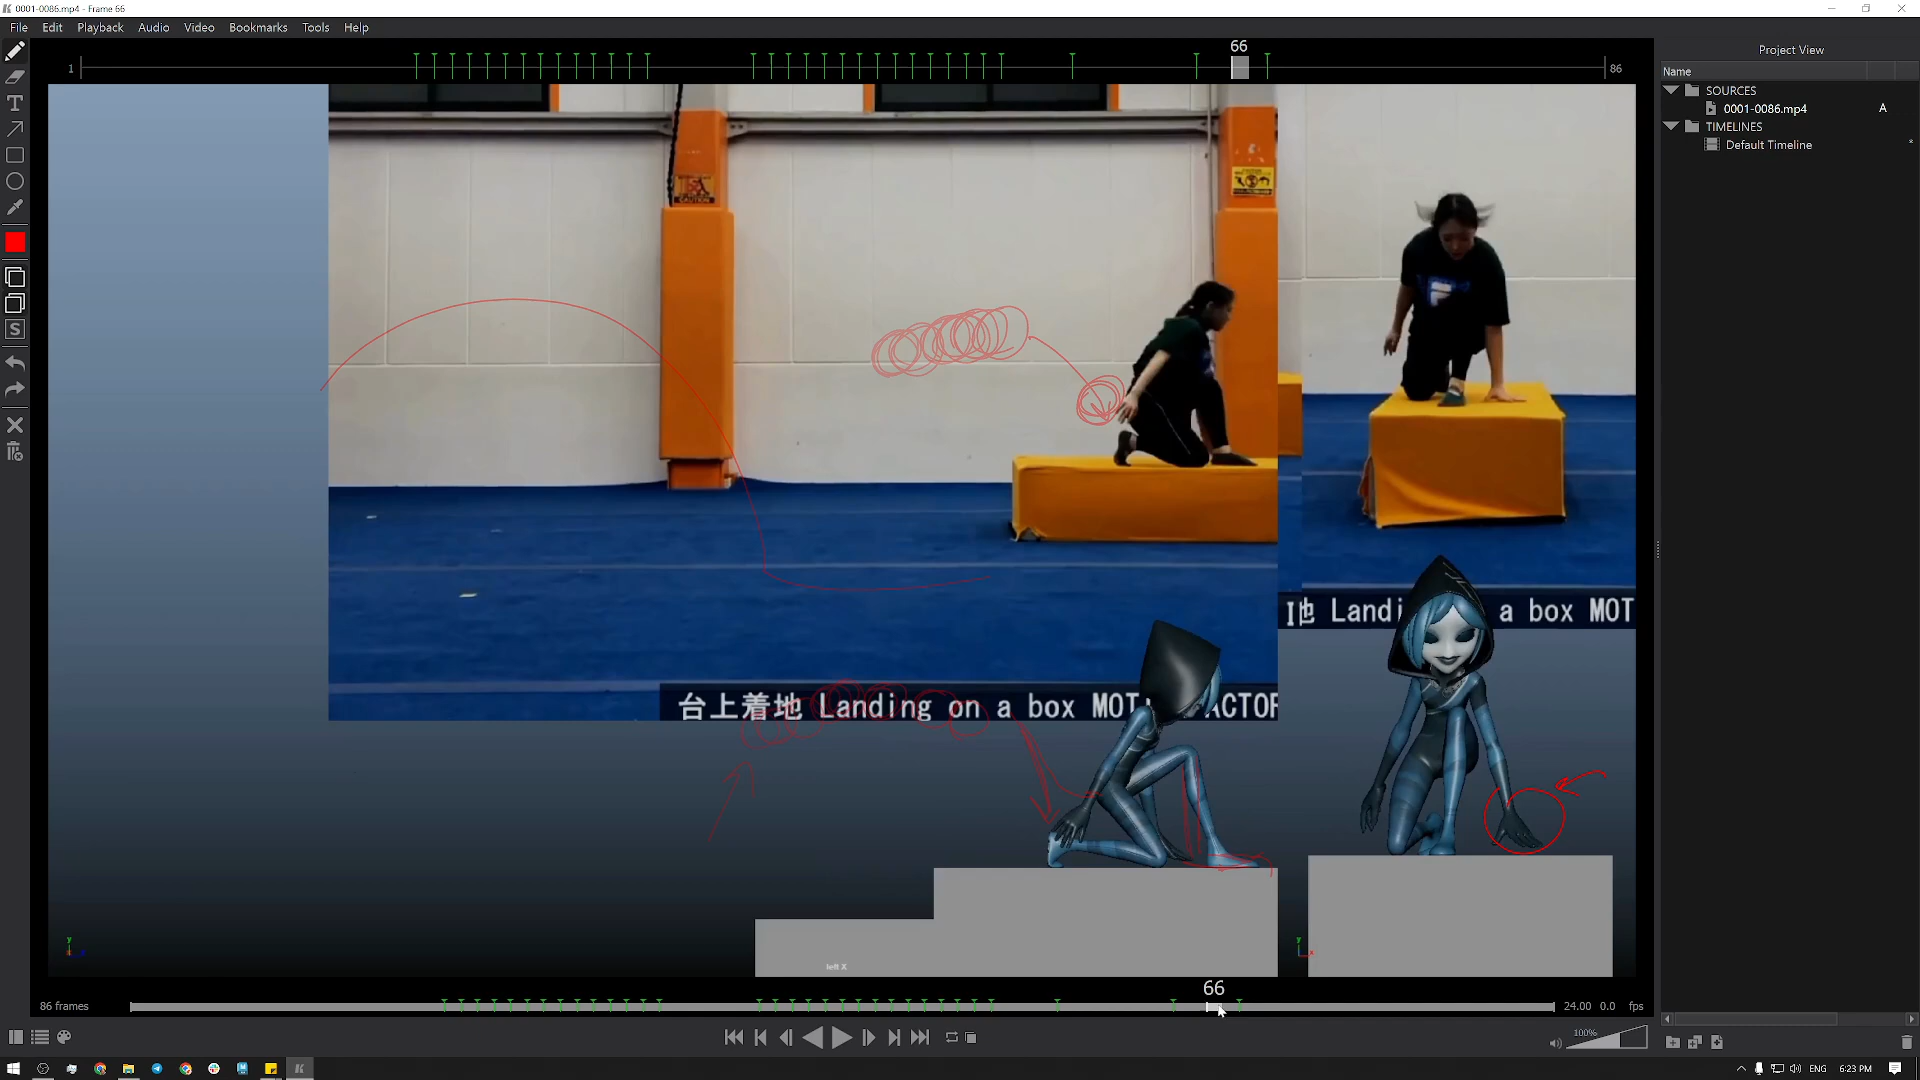 0001-0086.mp4 - Frame 66
File Edit Playback Audio Video Bookmarks Tools Help
Project View
1
66
86
Name
SOURCES
0001-0086.mp4 A
TIMELINES
Default Timeline *
CAUTION
T
S
地 Landi a box MOT
台上着地 Landing on a box MOT ACTOR
left X
y
y
x
66
86 frames
24.00 0.0 fps
100%
ENG 6:23 PM